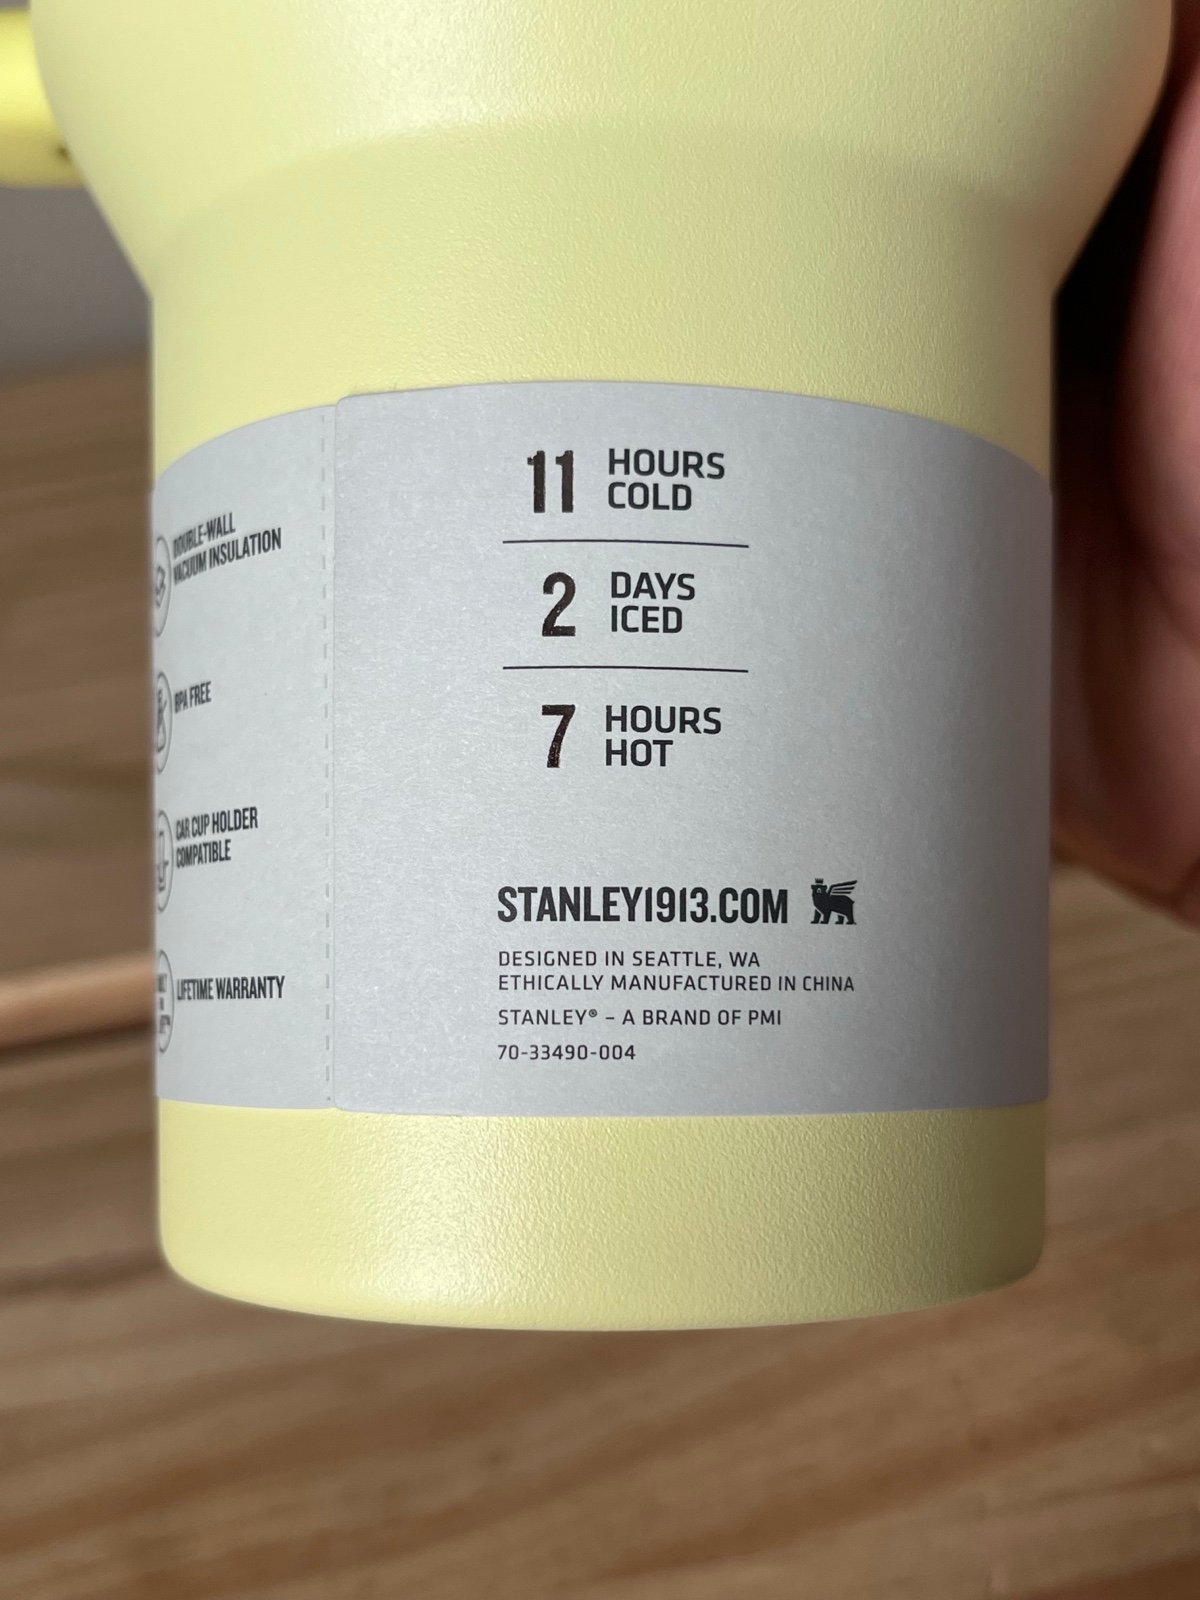 DOUBLE-WALL
VACUUM INSULATION
BPA FREE
CAR CUP HOLDER
COMPATIBLE
LIFETIME WARRANTY
11 HOURS
COLD
2 DAYS
ICED
7 HOURS
HOT
STANLEY1913.COM
DESIGNED IN SEATTLE, WA
ETHICALLY MANUFACTURED IN CHINA
STANLEY® – A BRAND OF PMI
70-33490-004